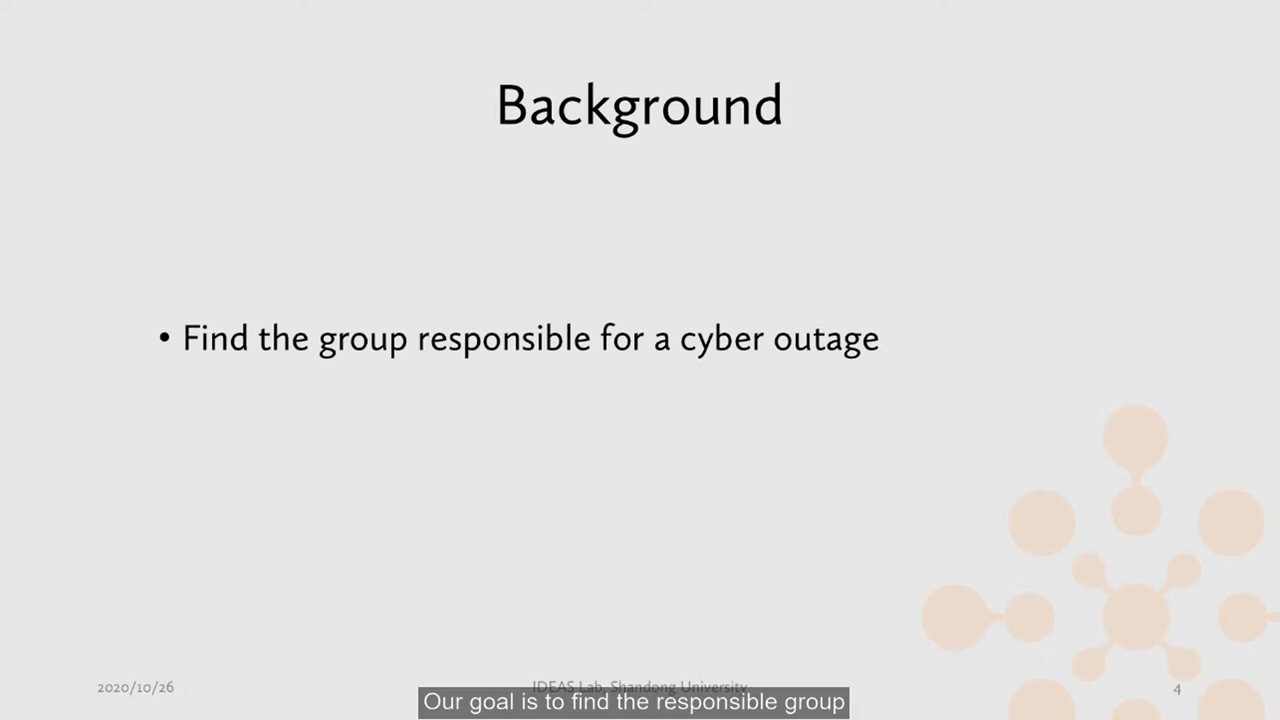 Background
• Find the group responsible for a cyber outage
2020/10/26
IDEAS Lab, Shandong University
4
Our goal is to find the responsible group